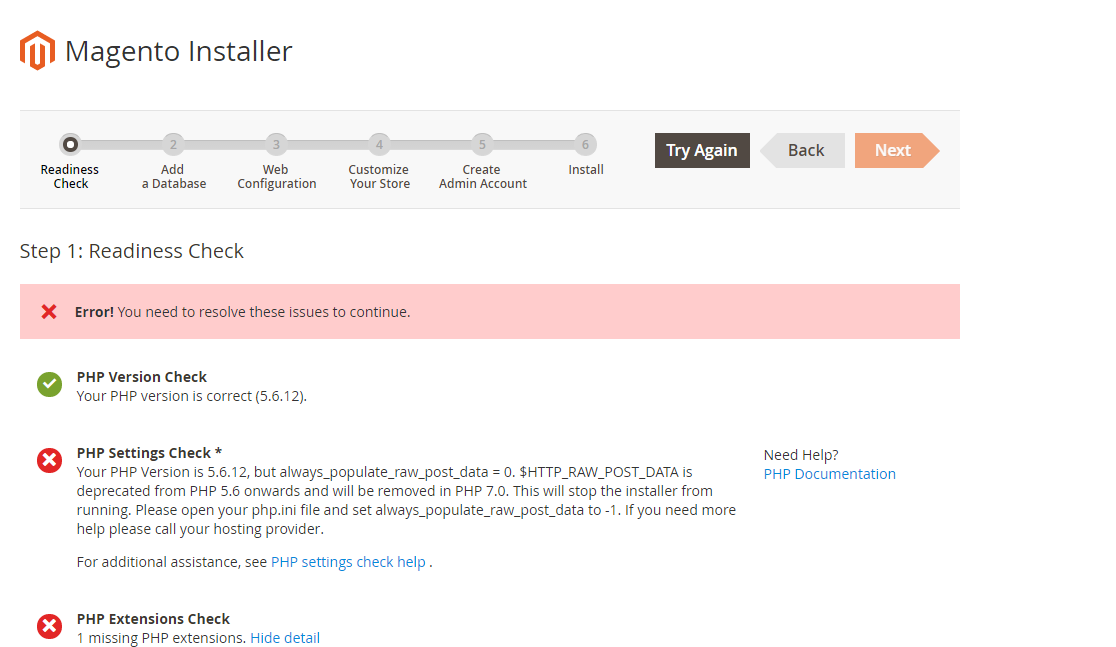 Magento Installer
2
3
4
5
6
Readiness Check
Add a Database
Web Configuration
Customize Your Store
Create Admin Account
Install
Try Again
Back
Next
Step 1: Readiness Check
Error! You need to resolve these issues to continue.
PHP Version Check
Your PHP version is correct (5.6.12).
PHP Settings Check *
Your PHP Version is 5.6.12, but always_populate_raw_post_data = 0. $HTTP_RAW_POST_DATA is
deprecated from PHP 5.6 onwards and will be removed in PHP 7.0. This will stop the installer from
running. Please open your php.ini file and set always_populate_raw_post_data to -1. If you need more
help please call your hosting provider.
For additional assistance, see PHP settings check help .
Need Help?
PHP Documentation
PHP Extensions Check
1 missing PHP extensions. Hide detail